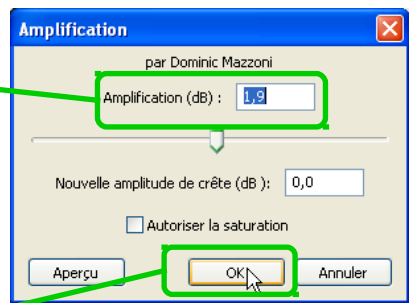 Amplification
par Dominic Mazzoni
Amplification (dB) : 1,9
Nouvelle amplitude de crête (dB ): 0,0
Autoriser la saturation
Aperçu OK Annuler